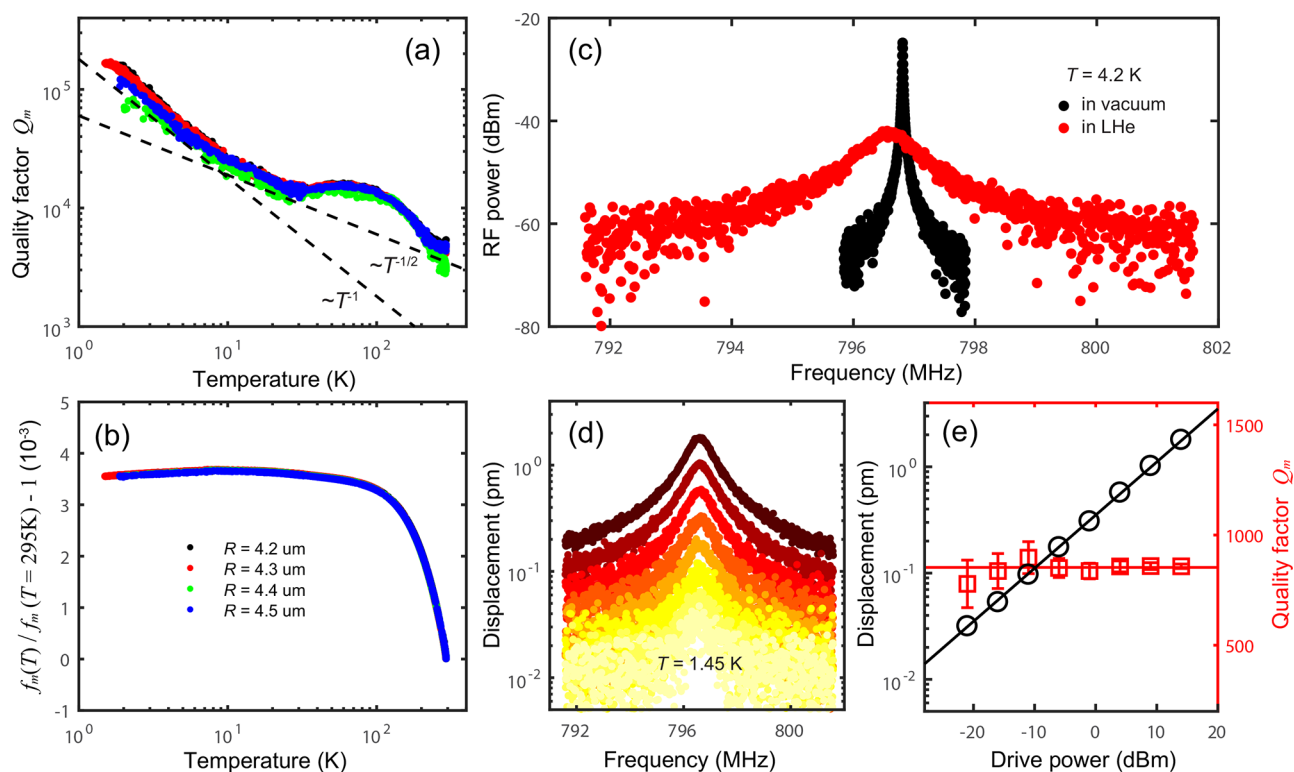 (a)
Quality factor Qm
10^5
10^4
10^3
~T^-1/2
~T^-1
10^0
10^1
10^2
Temperature (K)
(c)
RF power (dBm)
-20
-40
-60
-80
T = 4.2 K
in vacuum
in LHe
792
794
796
798
800
802
Frequency (MHz)
(b)
f_m(T) / f_m (T = 295K) - 1 (10^-3)
5
4
3
2
1
0
-1
R = 4.2 um
R = 4.3 um
R = 4.4 um
R = 4.5 um
10^0
10^1
10^2
Temperature (K)
(d)
Displacement (pm)
10^0
10^-1
10^-2
T = 1.45 K
792
796
800
Frequency (MHz)
(e)
Displacement (pm)
10^0
10^-1
10^-2
-20
-10
0
10
20
Drive power (dBm)
1500
1000
500
Quality factor Qm